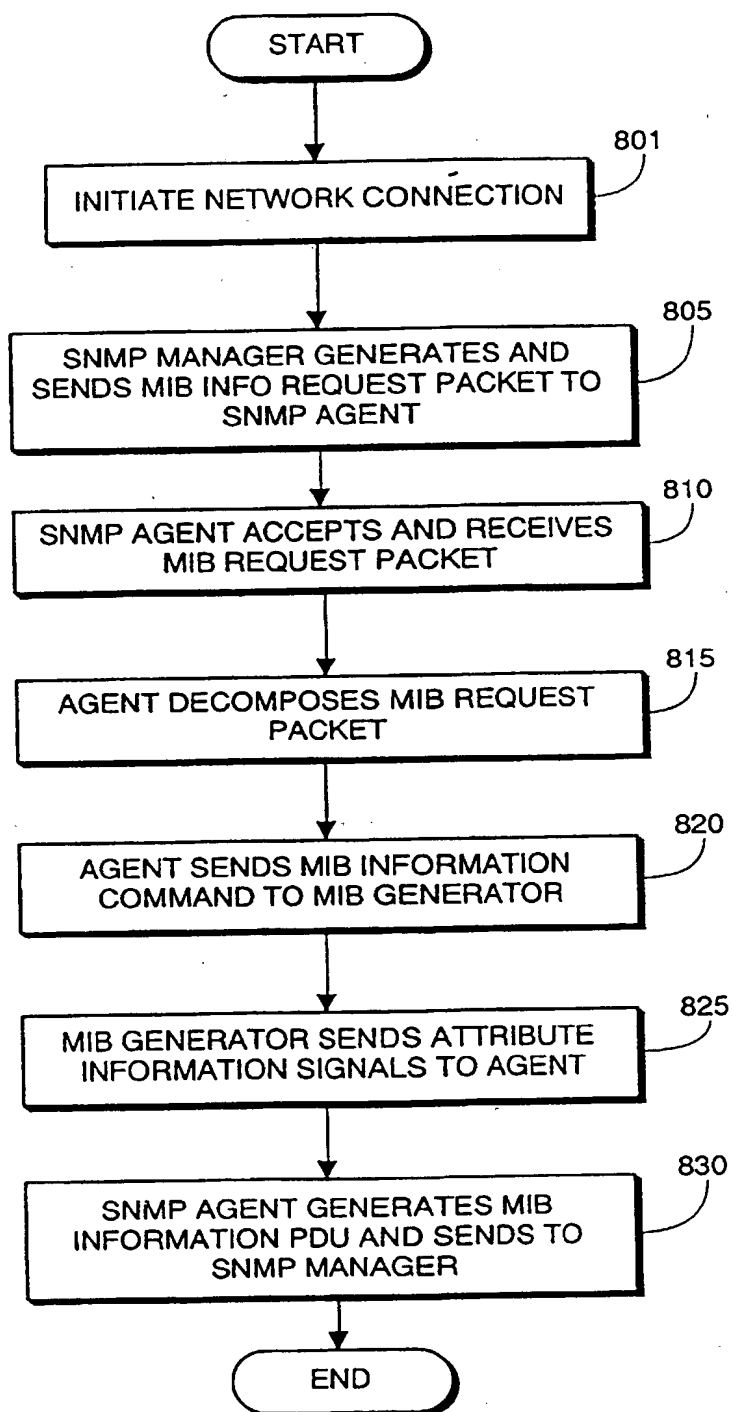 START
801
INITIATE NETWORK CONNECTION
805
SNMP MANAGER GENERATES AND
SENDS MIB INFO REQUEST PACKET TO
SNMP AGENT
810
SNMP AGENT ACCEPTS AND RECEIVES
MIB REQUEST PACKET
815
AGENT DECOMPOSES MIB REQUEST
PACKET
820
AGENT SENDS MIB INFORMATION
COMMAND TO MIB GENERATOR
825
MIB GENERATOR SENDS ATTRIBUTE
INFORMATION SIGNALS TO AGENT
830
SNMP AGENT GENERATES MIB
INFORMATION PDU AND SENDS TO
SNMP MANAGER
END